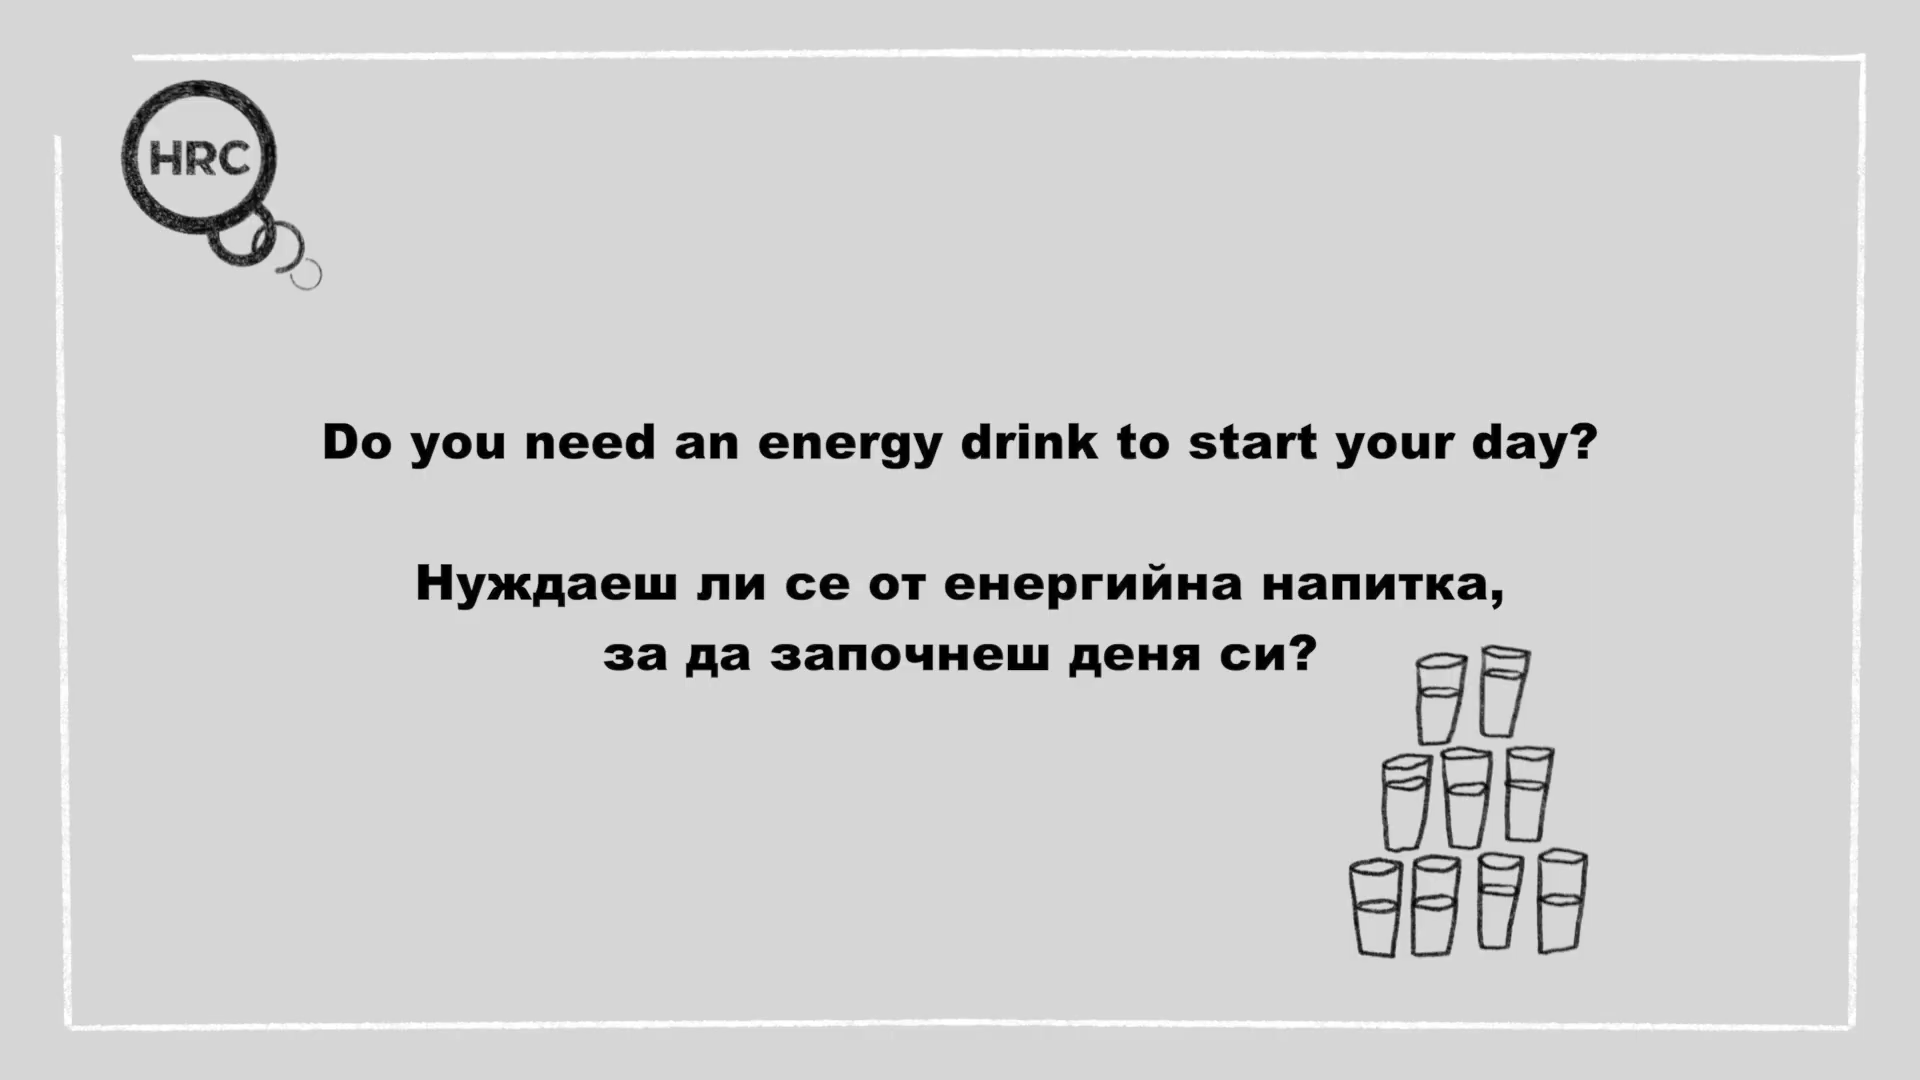 HRC
Do you need an energy drink to start your day?
Нуждаеш ли се от енергийна напитка,
за да започнеш деня си?